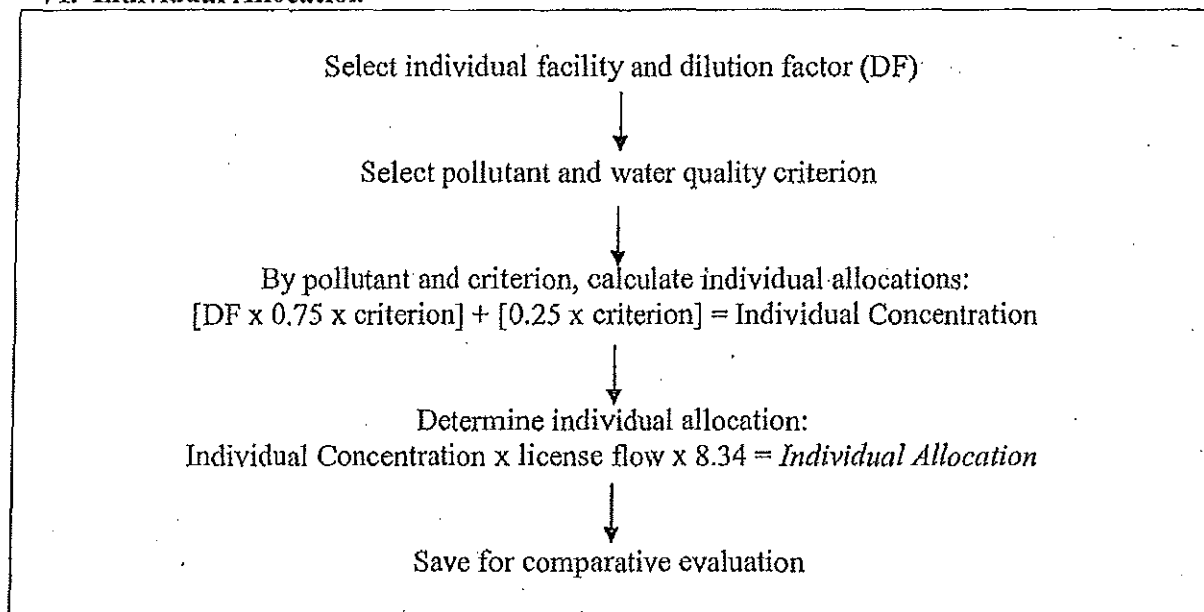 Select individual facility and dilution factor (DF)
Select pollutant and water quality criterion
By pollutant and criterion, calculate individual allocations:
[DF x 0.75 x criterion] + [0.25 x criterion] = Individual Concentration
Determine individual allocation:
Individual Concentration x license flow x 8.34 = Individual Allocation
Save for comparative evaluation